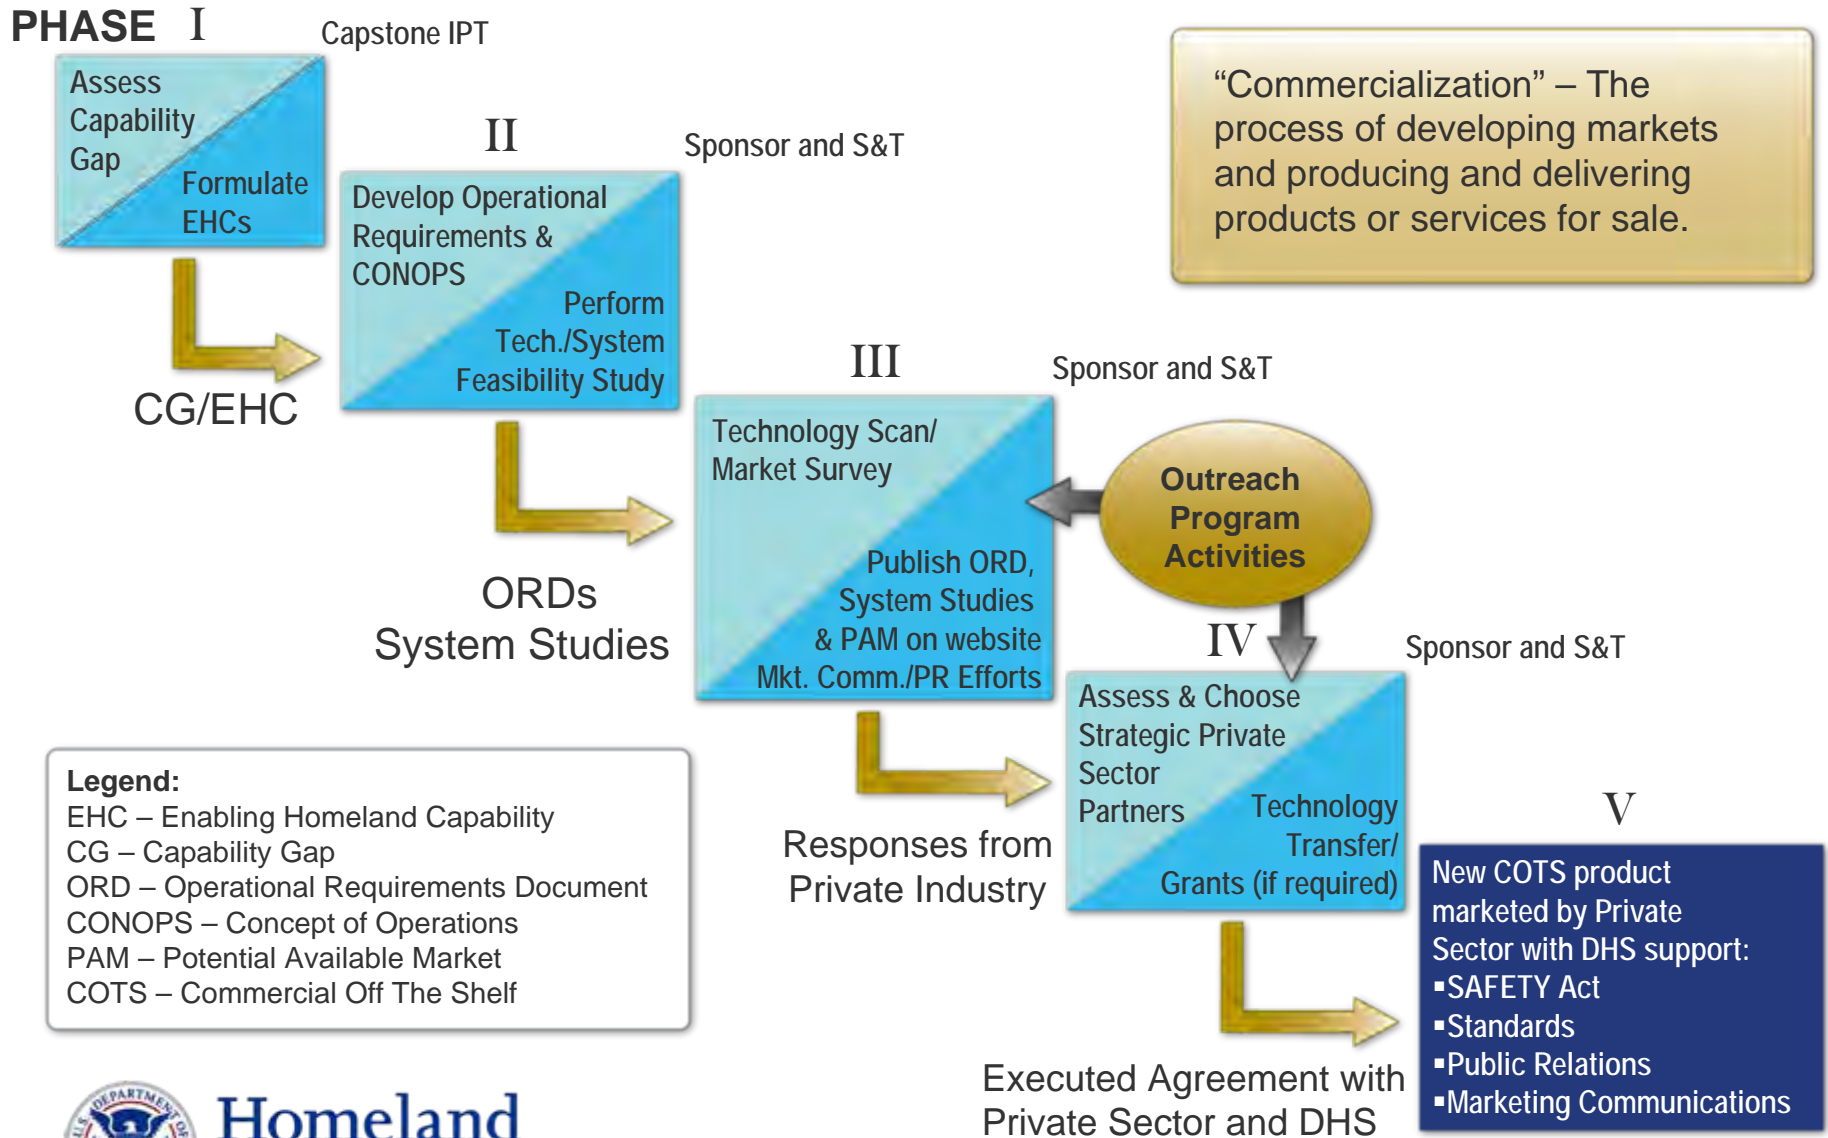 PHASE I
Capstone IPT
Assess
Capability
Gap
Formulate
EHCs
CG/EHC
II
Sponsor and S&T
Develop Operational
Requirements &
CONOPS
Perform
Tech./System
Feasibility Study
ORDs
System Studies
III
Sponsor and S&T
Technology Scan/
Market Survey
Publish ORD,
System Studies
& PAM on website
Mkt. Comm./PR Efforts
Responses from
Private Industry
Outreach
Program
Activities
IV
Sponsor and S&T
Assess & Choose
Strategic Private
Sector
Partners
Technology
Transfer/
Grants (if required)
Executed Agreement with
Private Sector and DHS
V
New COTS product
marketed by Private
Sector with DHS support:
▪SAFETY Act
▪Standards
▪Public Relations
▪Marketing Communications
“Commercialization” – The
process of developing markets
and producing and delivering
products or services for sale.
Legend:
EHC – Enabling Homeland Capability
CG – Capability Gap
ORD – Operational Requirements Document
CONOPS – Concept of Operations
PAM – Potential Available Market
COTS – Commercial Off The Shelf
U.S. DEPARTMENT OF
Homeland